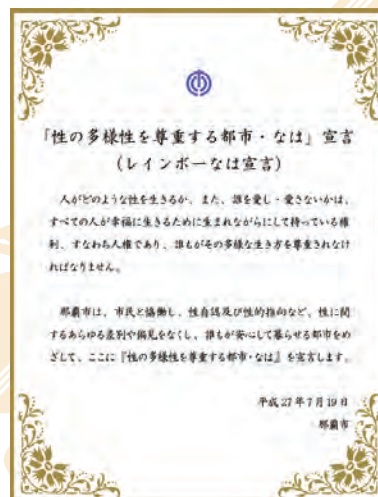 「性の多様性を尊重する都市・なは」宣言
(レインボーなは宣言)
人がどのような性を生きるか、また、誰を愛し・愛さないかは、
すべての人が幸福に生きるために生まれながらにして持っている権
利、すなわち人権であり、誰もがその多様な生き方を尊重されなけ
ればなりません。
那覇市は、市民と協働し、性自認及び性的指向など、性に関
するあらゆる差別や偏見をなくし、誰もが安心して暮らせる都市をめ
ざして、ここに『性の多様性を尊重する都市・なは』を宣言します。
平成27年7月19日
那覇市